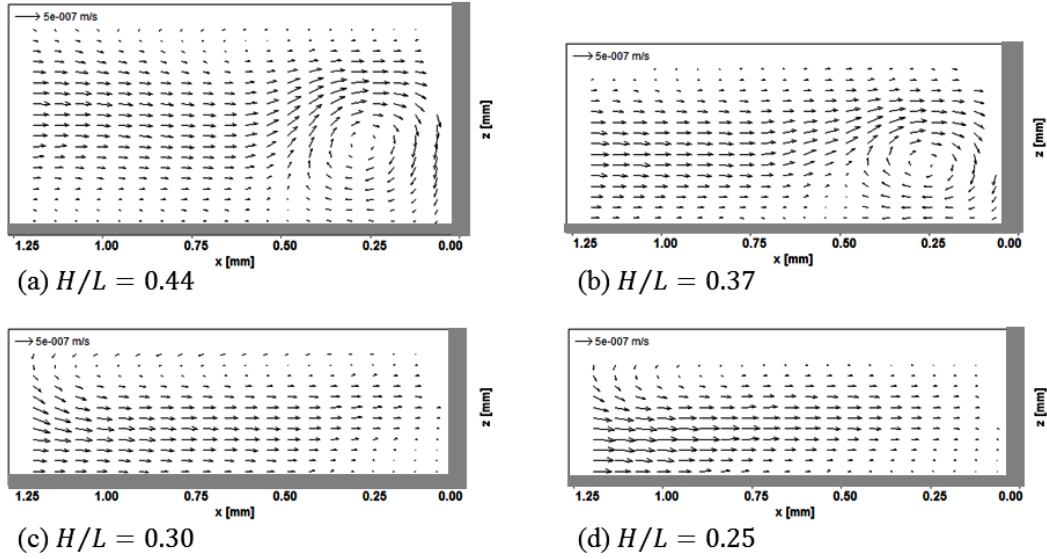 5e-007 m/s
z [mm]
1.25 1.00 0.75 0.50 0.25 0.00
x [mm]
(a) H/L = 0.44
5e-007 m/s
z [mm]
1.25 1.00 0.75 0.50 0.25 0.00
x [mm]
(b) H/L = 0.37
5e-007 m/s
z [mm]
1.25 1.00 0.75 0.50 0.25 0.00
x [mm]
(c) H/L = 0.30
5e-007 m/s
z [mm]
1.25 1.00 0.75 0.50 0.25 0.00
x [mm]
(d) H/L = 0.25